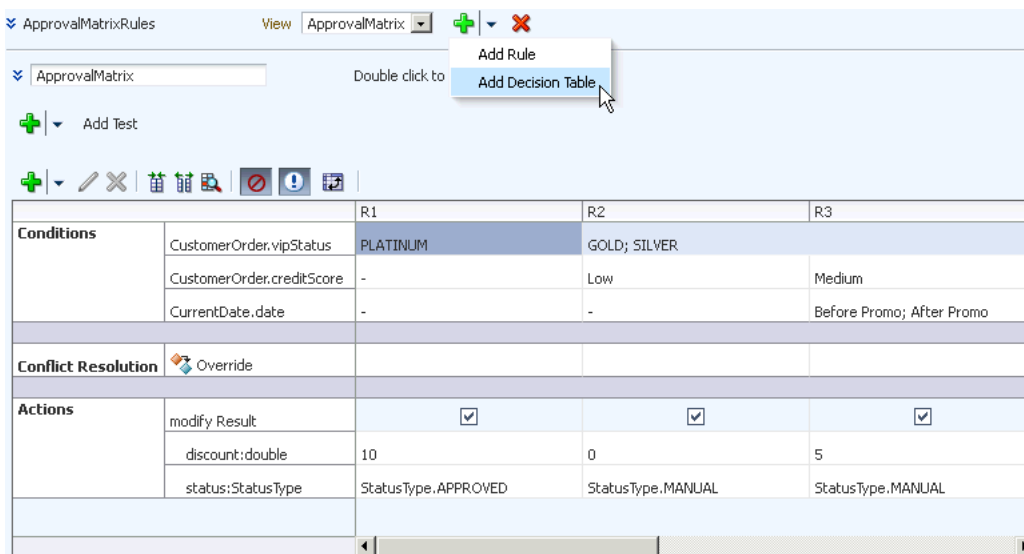 ApprovalMatrixRules View ApprovalMatrix
Add Rule
ApprovalMatrix Double click to Add Decision Table
Add Test
R1 R2 R3
Conditions CustomerOrder.vipStatus PLATINUM GOLD; SILVER
CustomerOrder.creditScore - Low Medium
CurrentDate.date - - Before Promo; After Promo
Conflict Resolution Override
Actions modify Result
discount:double 10 0 5
status:StatusType StatusType.APPROVED StatusType.MANUAL StatusType.MANUAL